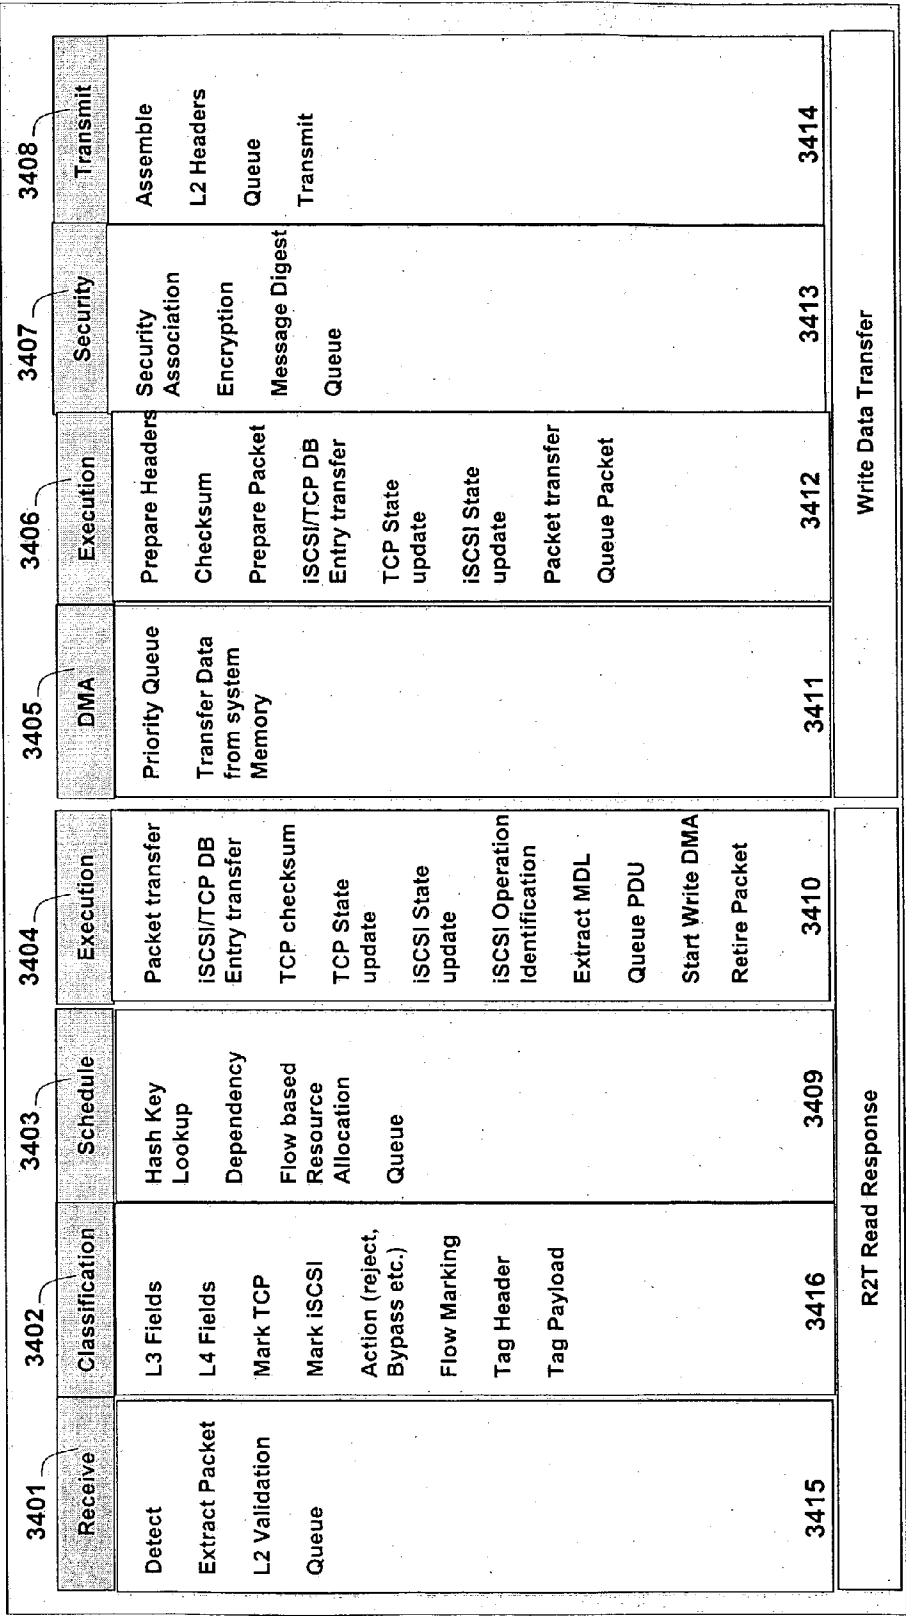 3401
3402
3403
3404
3405
3406
3407
3408
Receive
Classification
Schedule
Execution
DMA
Execution
Security
Transmit
Detect
Extract Packet
L2 Validation
Queue
3415
L3 Fields
L4 Fields
Mark TCP
Mark iSCSI
Action (reject,
Bypass etc.)
Flow Marking
Tag Header
Tag Payload
3416
Hash Key
Lookup
Dependency
Flow based
Resource
Allocation
Queue
3409
Packet transfer
iSCSI/TCP DB
Entry transfer
TCP checksum
TCP State
update
iSCSI State
update
iSCSI Operation
Identification
Extract MDL
Queue PDU
Start Write DMA
Retire Packet
3410
Priority Queue
Transfer Data
from system
Memory
3411
Prepare Headers
Checksum
Prepare Packet
iSCSI/TCP DB
Entry transfer
TCP State
update
iSCSI State
update
Packet transfer
Queue Packet
3412
Security
Association
Encryption
Message Digest
Queue
3413
Assemble
L2 Headers
Queue
Transmit
3414
R2T Read Response
Write Data Transfer